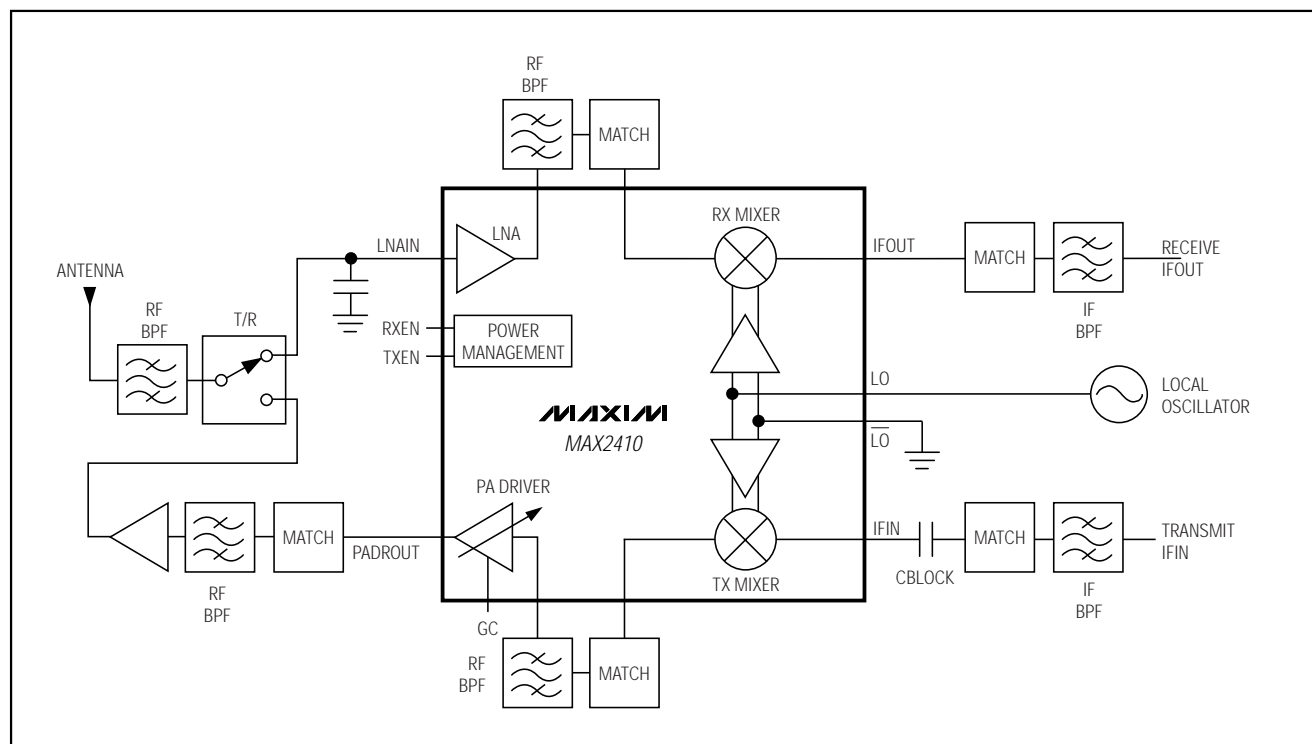 RF
BPF
MATCH
RX MIXER
LNA
LNAIN
IFOUT
MATCH
RECEIVE
IFOUT
IF
BPF
ANTENNA
RF
BPF
T/R
RXEN
TXEN
POWER
MANAGEMENT
LO
LOCAL
OSCILLATOR
MAXIM
MAX2410
LO
PA DRIVER
IFIN
TRANSMIT
IFIN
MATCH
PADROUT
MATCH
CBLOCK
RF
BPF
TX MIXER
IF
BPF
GC
RF
BPF
MATCH